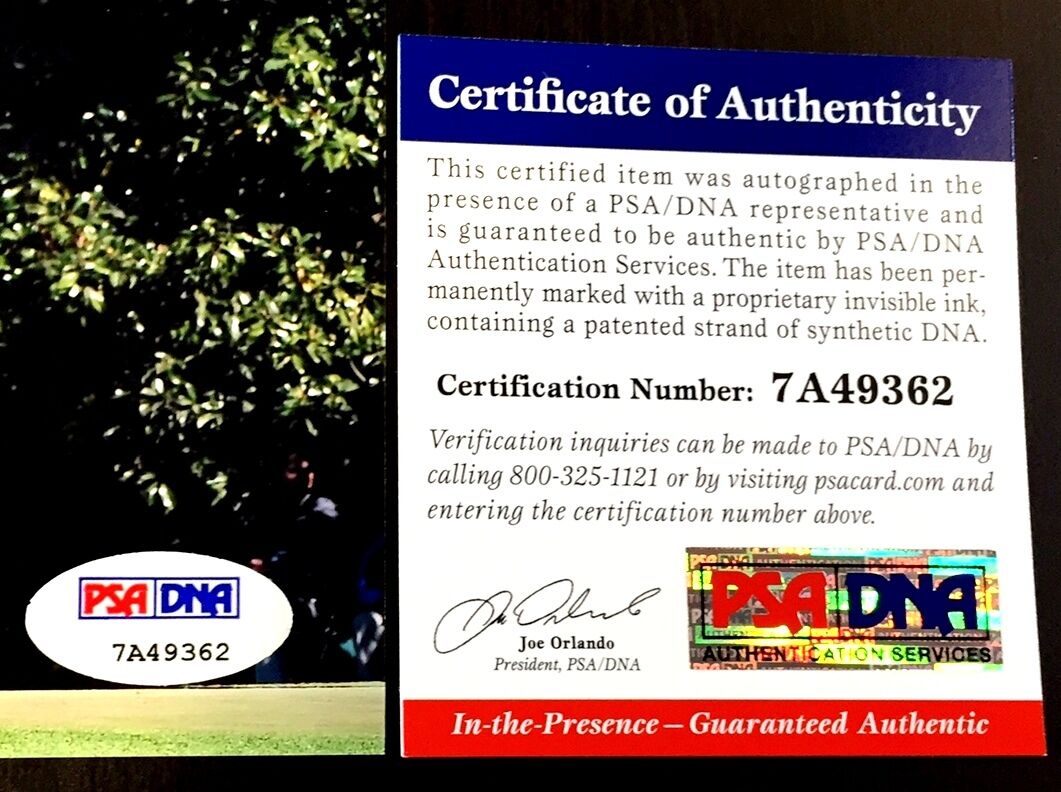 Certificate of Authenticity
This certified item was autographed in the
presence of a PSA/DNA representative and
is guaranteed to be authentic by PSA/DNA
Authentication Services. The item has been per-
manently marked with a proprietary invisible ink,
containing a patented strand of synthetic DNA.
Certification Number: 7A49362
Verification inquiries can be made to PSA/DNA by
calling 800-325-1121 or by visiting psacard.com and
entering the certification number above.
Joe Orlando
President, PSA/DNA
PSA DNA
AUTHENTICATION SERVICES
In-the-Presence – Guaranteed Authentic
PSA DNA
7A49362